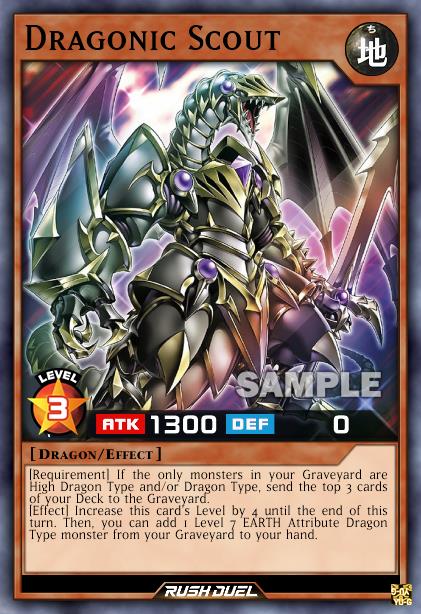 Dragonic Scout
ち
地
SAMPLE
LEVEL
3
ATK 1300 DEF 0
[Dragon/Effect]
[Requirement] If the only monsters in your Graveyard are
High Dragon Type and/or Dragon Type, send the top 3 cards
of your Deck to the Graveyard.
[Effect] Increase this card's Level by 4 until the end of
this turn. Then, you can add 1 Level 7 EARTH Attribute Dragon
Type monster from your Graveyard to your hand.
RUSH DUEL